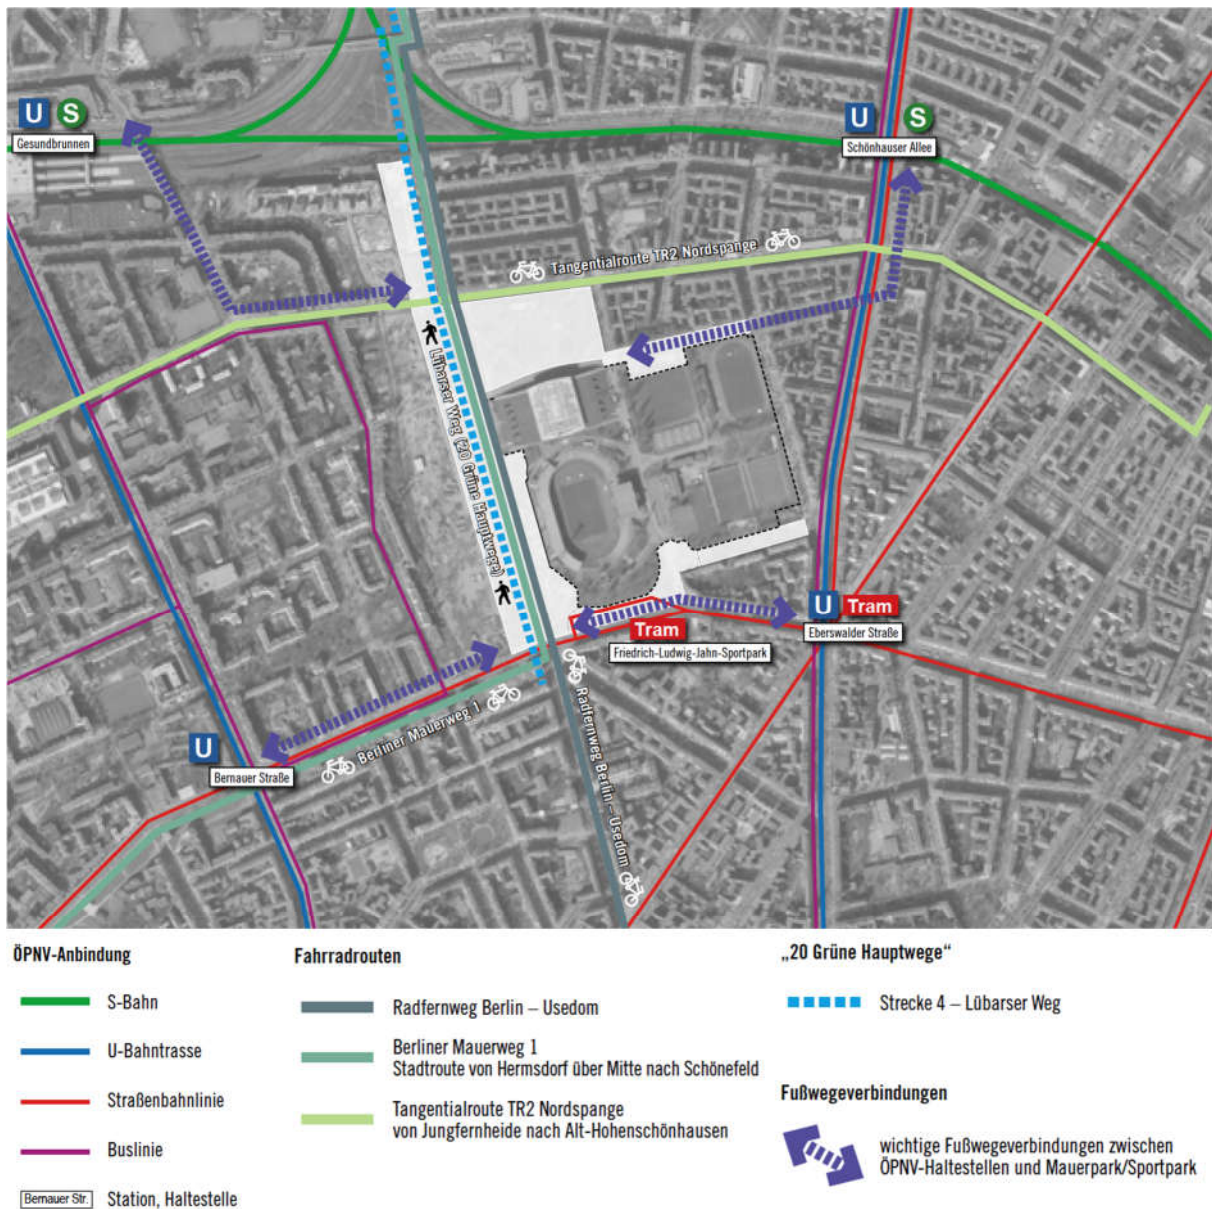 U S
Gesundbrunnen
U S
Schönhauser Allee
Tangentialroute TR2 Nordspange
Lübarser Weg (20 Grüne Hauptwege)
U Tram
Eberswalder Straße
Tram
Friedrich-Ludwig-Jahn-Sportpark
U
Bernauer Straße
Berliner Mauerweg 1
Radfernweg Berlin – Usedom
ÖPNV-Anbindung
S-Bahn
U-Bahntrasse
Straßenbahnlinie
Buslinie
Bernauer Str. Station, Haltestelle
Fahrradrouten
Radfernweg Berlin – Usedom
Berliner Mauerweg 1
Stadtroute von Hermsdorf über Mitte nach Schönefeld
Tangentialroute TR2 Nordspange
von Jungfernheide nach Alt-Hohenschönhausen
„20 Grüne Hauptwege“
Strecke 4 – Lübarser Weg
Fußwegeverbindungen
wichtige Fußwegeverbindungen zwischen
ÖPNV-Haltestellen und Mauerpark/Sportpark